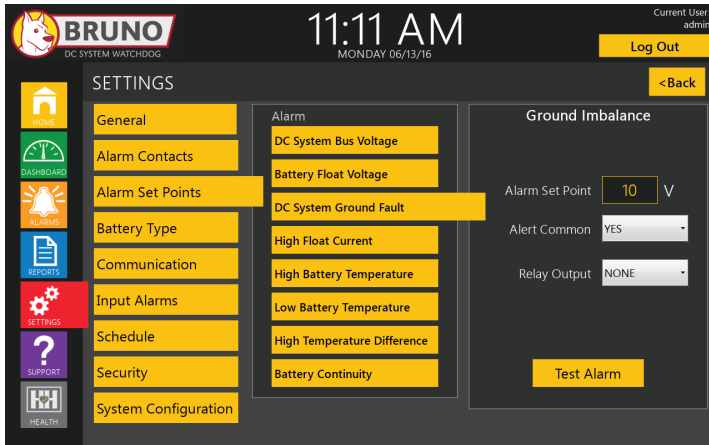 BRUNO
DC SYSTEM WATCHDOG
11:11 AM
MONDAY 06/13/16
Current User:
admin
Log Out
SETTINGS
<Back
HOME
DASHBOARD
ALARMS
REPORTS
SETTINGS
?
SUPPORT
HEALTH
General
Alarm Contacts
Alarm Set Points
Battery Type
Communication
Input Alarms
Schedule
Security
System Configuration
Alarm
DC System Bus Voltage
Battery Float Voltage
DC System Ground Fault
High Float Current
High Battery Temperature
Low Battery Temperature
High Temperature Difference
Battery Continuity
Ground Imbalance
Alarm Set Point 10 V
Alert Common YES
Relay Output NONE
Test Alarm